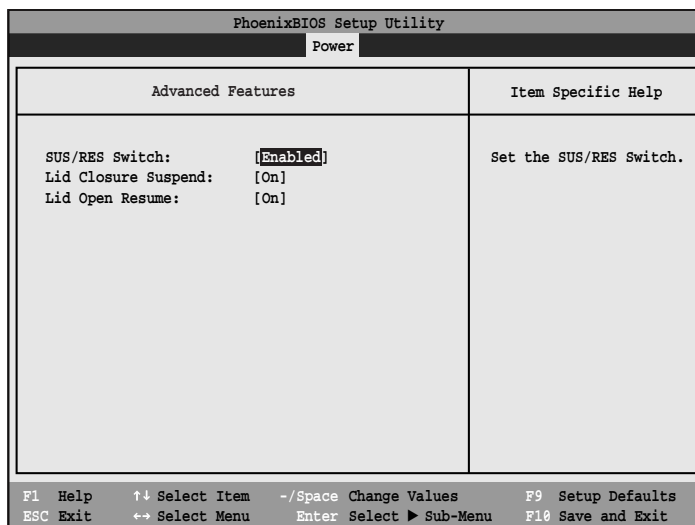 PhoenixBIOS Setup Utility
Power
Advanced Features
Item Specific Help
SUS/RES Switch: [Enabled]
Lid Closure Suspend: [On]
Lid Open Resume: [On]
Set the SUS/RES Switch.
F1 Help ↑↓ Select Item -/Space Change Values F9 Setup Defaults
ESC Exit ←→ Select Menu Enter Select ▶ Sub-Menu F10 Save and Exit